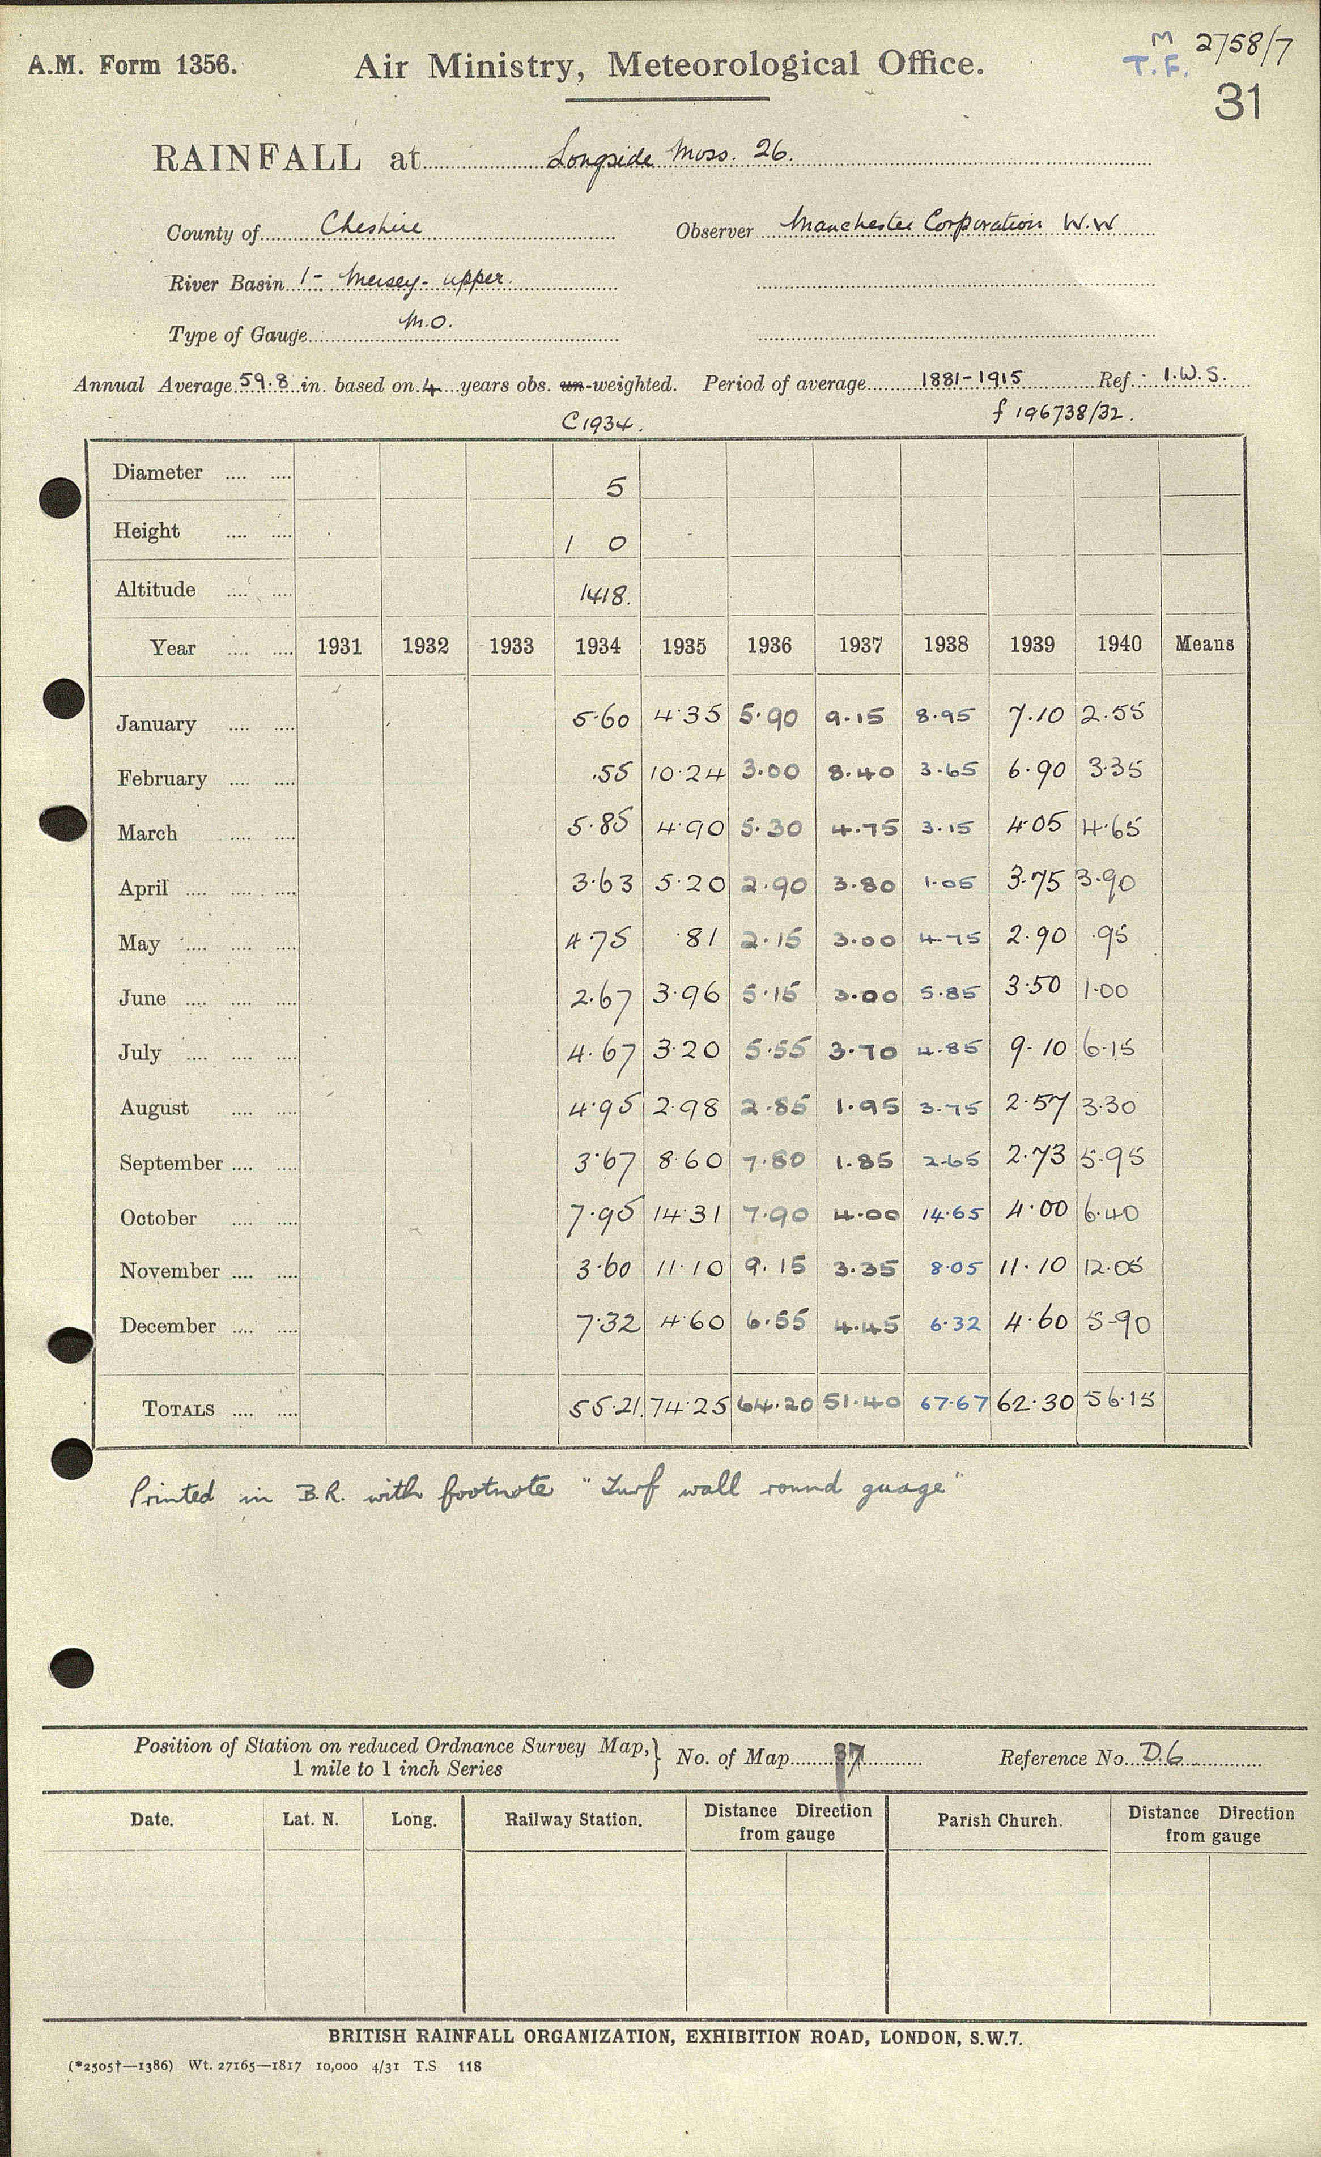 A.M. Form 1356.
Air Ministry, Meteorological Office.
M
T.F. 2758/7
31
RAINFALL at Longside Moss. 26.
County of Cheshire Observer Manchester Corporation W.W
River Basin 1- Mersey- upper.
Type of Gauge M.O.
Annual Average 59.8 in. based on 4 years obs. un-weighted. Period of average 1881-1915 Ref. I.W.S.
C 1934. f 196738/32.
Diameter .... .... 5
Height .... .... 1 0
Altitude .... .... 1418.
Year .... .... 1931 1932 1933 1934 1935 1936 1937 1938 1939 1940 Means
January .... .... 5.60 4.35 5.90 9.15 8.95 7.10 2.55
February .... .... .55 10.24 3.00 8.40 3.65 6.90 3.35
March .... .... 5.85 4.90 5.30 4.75 3.15 4.05 4.65
April .... .... .... 3.63 5.20 2.90 3.80 1.05 3.75 3.90
May .... .... .... 4.75 .81 2.15 3.00 4.75 2.90 .95
June .... .... .... 2.67 3.96 5.15 3.00 5.85 3.50 1.00
July .... .... .... 4.67 3.20 5.55 3.70 4.85 9.10 6.15
August .... .... 4.95 2.98 2.85 1.95 3.75 2.57 3.30
September .... .... 3.67 8.60 7.80 1.85 2.65 2.73 5.95
October .... .... 7.95 14.31 7.90 4.00 14.65 4.00 6.40
November .... .... 3.60 11.10 9.15 3.35 8.05 11.10 12.05
December .... .... 7.32 4.60 6.55 4.45 6.32 4.60 5.90
TOTALS .... .... 55.21 74.25 64.20 51.40 67.67 62.30 56.15
Printed in B.R. with footnote "Turf wall round guage"
Position of Station on reduced Ordnance Survey Map,
1 mile to 1 inch Series
No. of Map 37 Reference No. D.6
Date. Lat. N. Long. Railway Station. Distance Direction from gauge Parish Church. Distance Direction from gauge
BRITISH RAINFALL ORGANIZATION, EXHIBITION ROAD, LONDON, S.W.7.
(*2505†—1386) Wt. 27165—1817 10,000 4/31 T.S 118